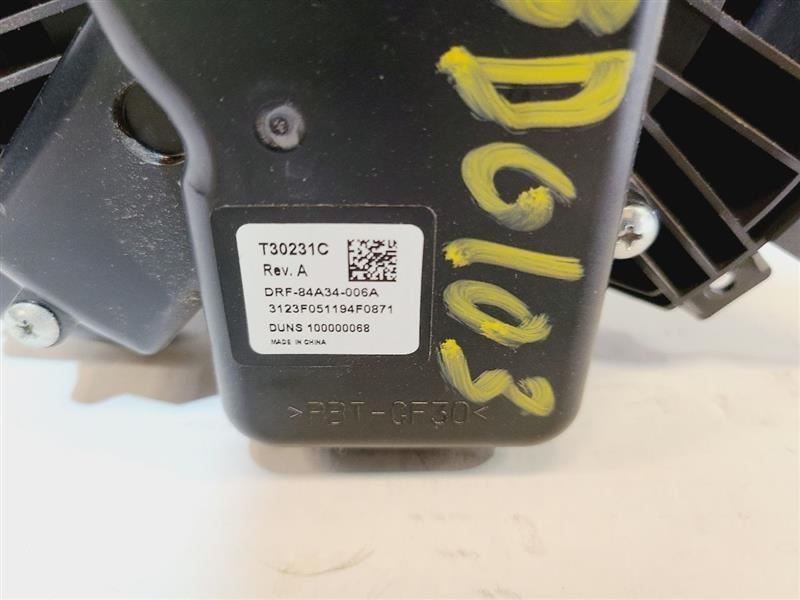 T30231C
Rev. A
DRF-84A34-006A
3123F051194F0871
DUNS 100000068
MADE IN CHINA
>PBT-GF30<